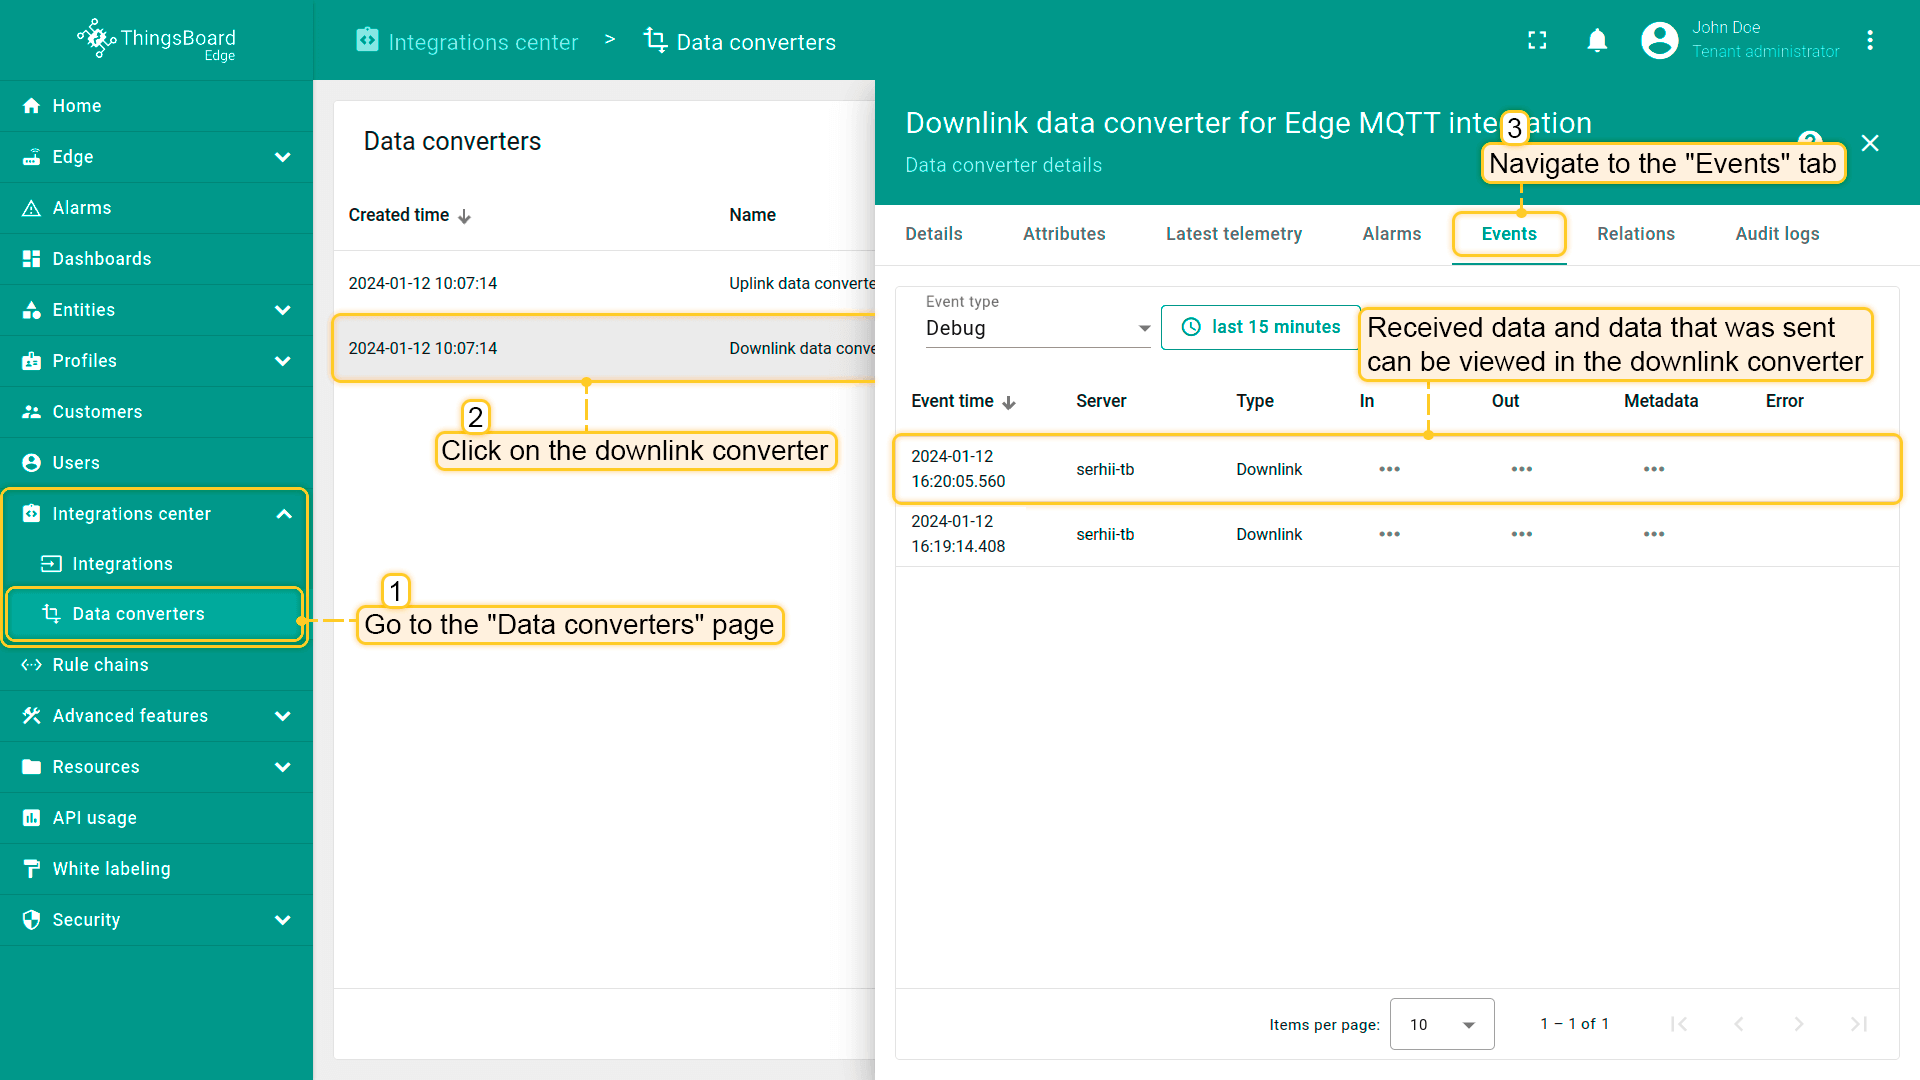 ThingsBoard
Edge
Integrations center > Data converters
John Doe
Tenant administrator
Home
Edge
Alarms
Dashboards
Entities
Profiles
Customers
Users
Integrations center
Integrations
Data converters
Rule chains
Advanced features
Resources
API usage
White labeling
Security
Data converters
Created time Name
2024-01-12 10:07:14 Uplink data converte
2024-01-12 10:07:14 Downlink data conve
2
Click on the downlink converter
1
Go to the "Data converters" page
Downlink data converter for Edge MQTT integration
Data converter details
3
Navigate to the "Events" tab
Details Attributes Latest telemetry Alarms Events Relations Audit logs
Event type
Debug
last 15 minutes
Received data and data that was sent
can be viewed in the downlink converter
Event time Server Type In Out Metadata Error
2024-01-12
16:20:05.560 serhii-tb Downlink ••• ••• •••
2024-01-12
16:19:14.408 serhii-tb Downlink ••• ••• •••
Items per page: 10 1 – 1 of 1